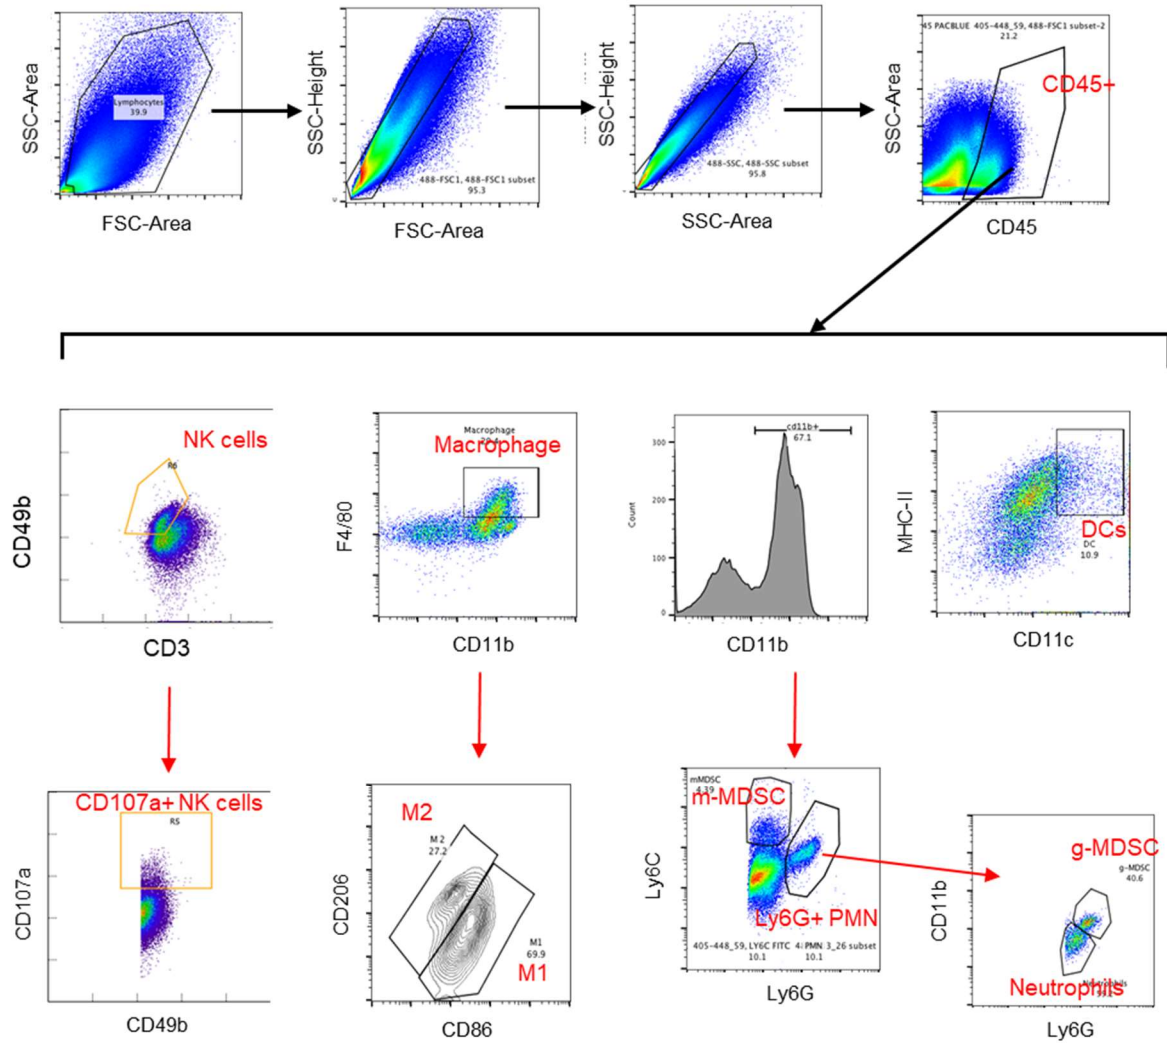 SSC-Area
Lymphocytes
39.9
FSC-Area
SSC-Height
488-FSC1, 488-FSC1 subset
95.3
FSC-Area
SSC-Height
488-SSC, 488-SSC subset
95.8
SSC-Area
SSC-Area
45 PACBLUE 405-448_59, 488-FSC1 subset-2
21.2
CD45+
CD45
CD49b
NK cells
R6
CD3
F4/80
Macrophage
Macrophage
CD11b
Count
300
200
100
0
cd11b+
67.1
CD11b
MHC-II
DCs
DC
10.9
CD11c
CD107a
CD107a+ NK cells
R5
CD49b
CD206
M2
M2
27.2
M1
69.9
M1
CD86
Ly6C
mMDSC
4.39
m-MDSC
Ly6G+ PMN
405-448_59, LY6C FITC
PMN 3_26 subset
10.1
10.1
Ly6G
CD11b
g-MDSC
g-MDSC
40.6
Neutrophils
Ly6G